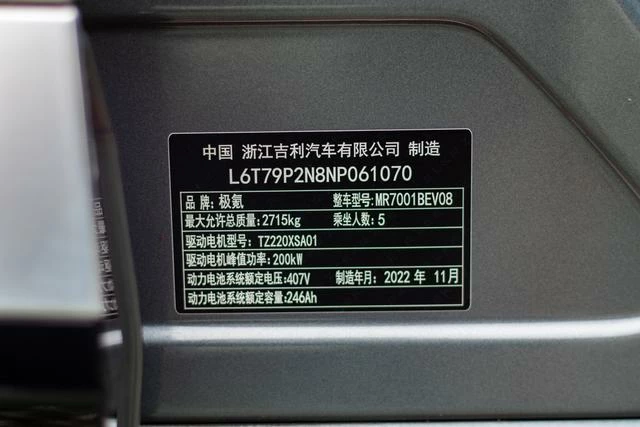 中国 浙江吉利汽车有限公司 制造
L6T79P2N8NP061070
品牌:极氪 整车型号:MR7001BEV08
最大允许总质量:2715kg 乘坐人数:5
驱动电机型号:TZ220XSA01
驱动电机峰值功率:200kW
动力电池系统额定电压:407V 制造年月:2022 年 11月
动力电池系统额定容量:246Ah